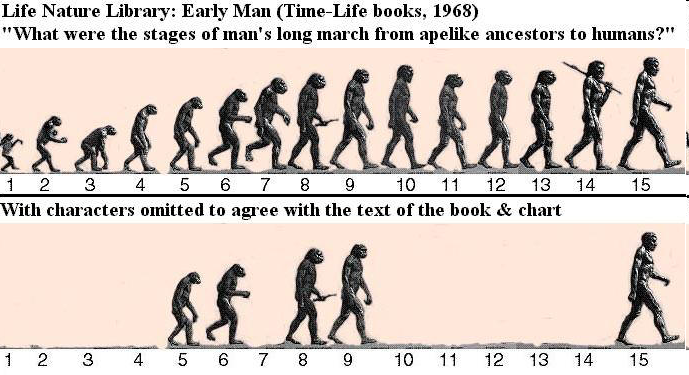 Life Nature Library: Early Man (Time-Life books, 1968)
"What were the stages of man's long march from apelike ancestors to humans?"
1 2 3 4 5 6 7 8 9 10 11 12 13 14 15
With characters omitted to agree with the text of the book & chart
1 2 3 4 5 6 7 8 9 10 11 12 13 14 15